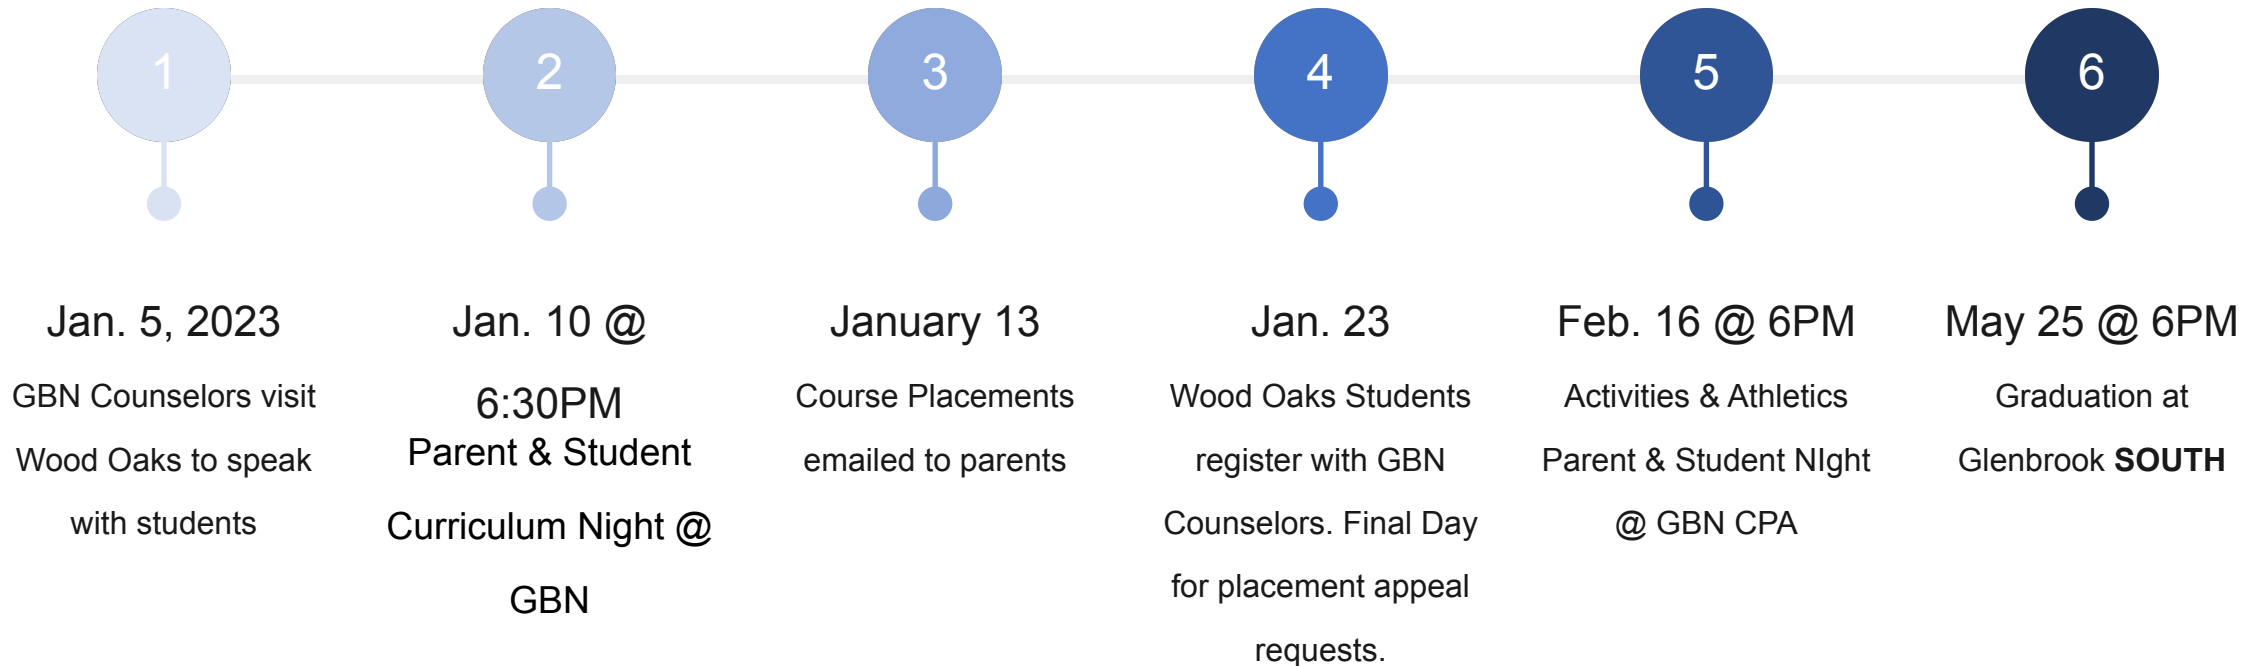 1
2
3
4
5
6
Jan. 5, 2023
GBN Counselors visit
Wood Oaks to speak
with students
Jan. 10 @
6:30PM
Parent & Student
Curriculum Night @
GBN
January 13
Course Placements
emailed to parents
Jan. 23
Wood Oaks Students
register with GBN
Counselors. Final Day
for placement appeal
requests.
Feb. 16 @ 6PM
Activities & Athletics
Parent & Student NIght
@ GBN CPA
May 25 @ 6PM
Graduation at
Glenbrook SOUTH